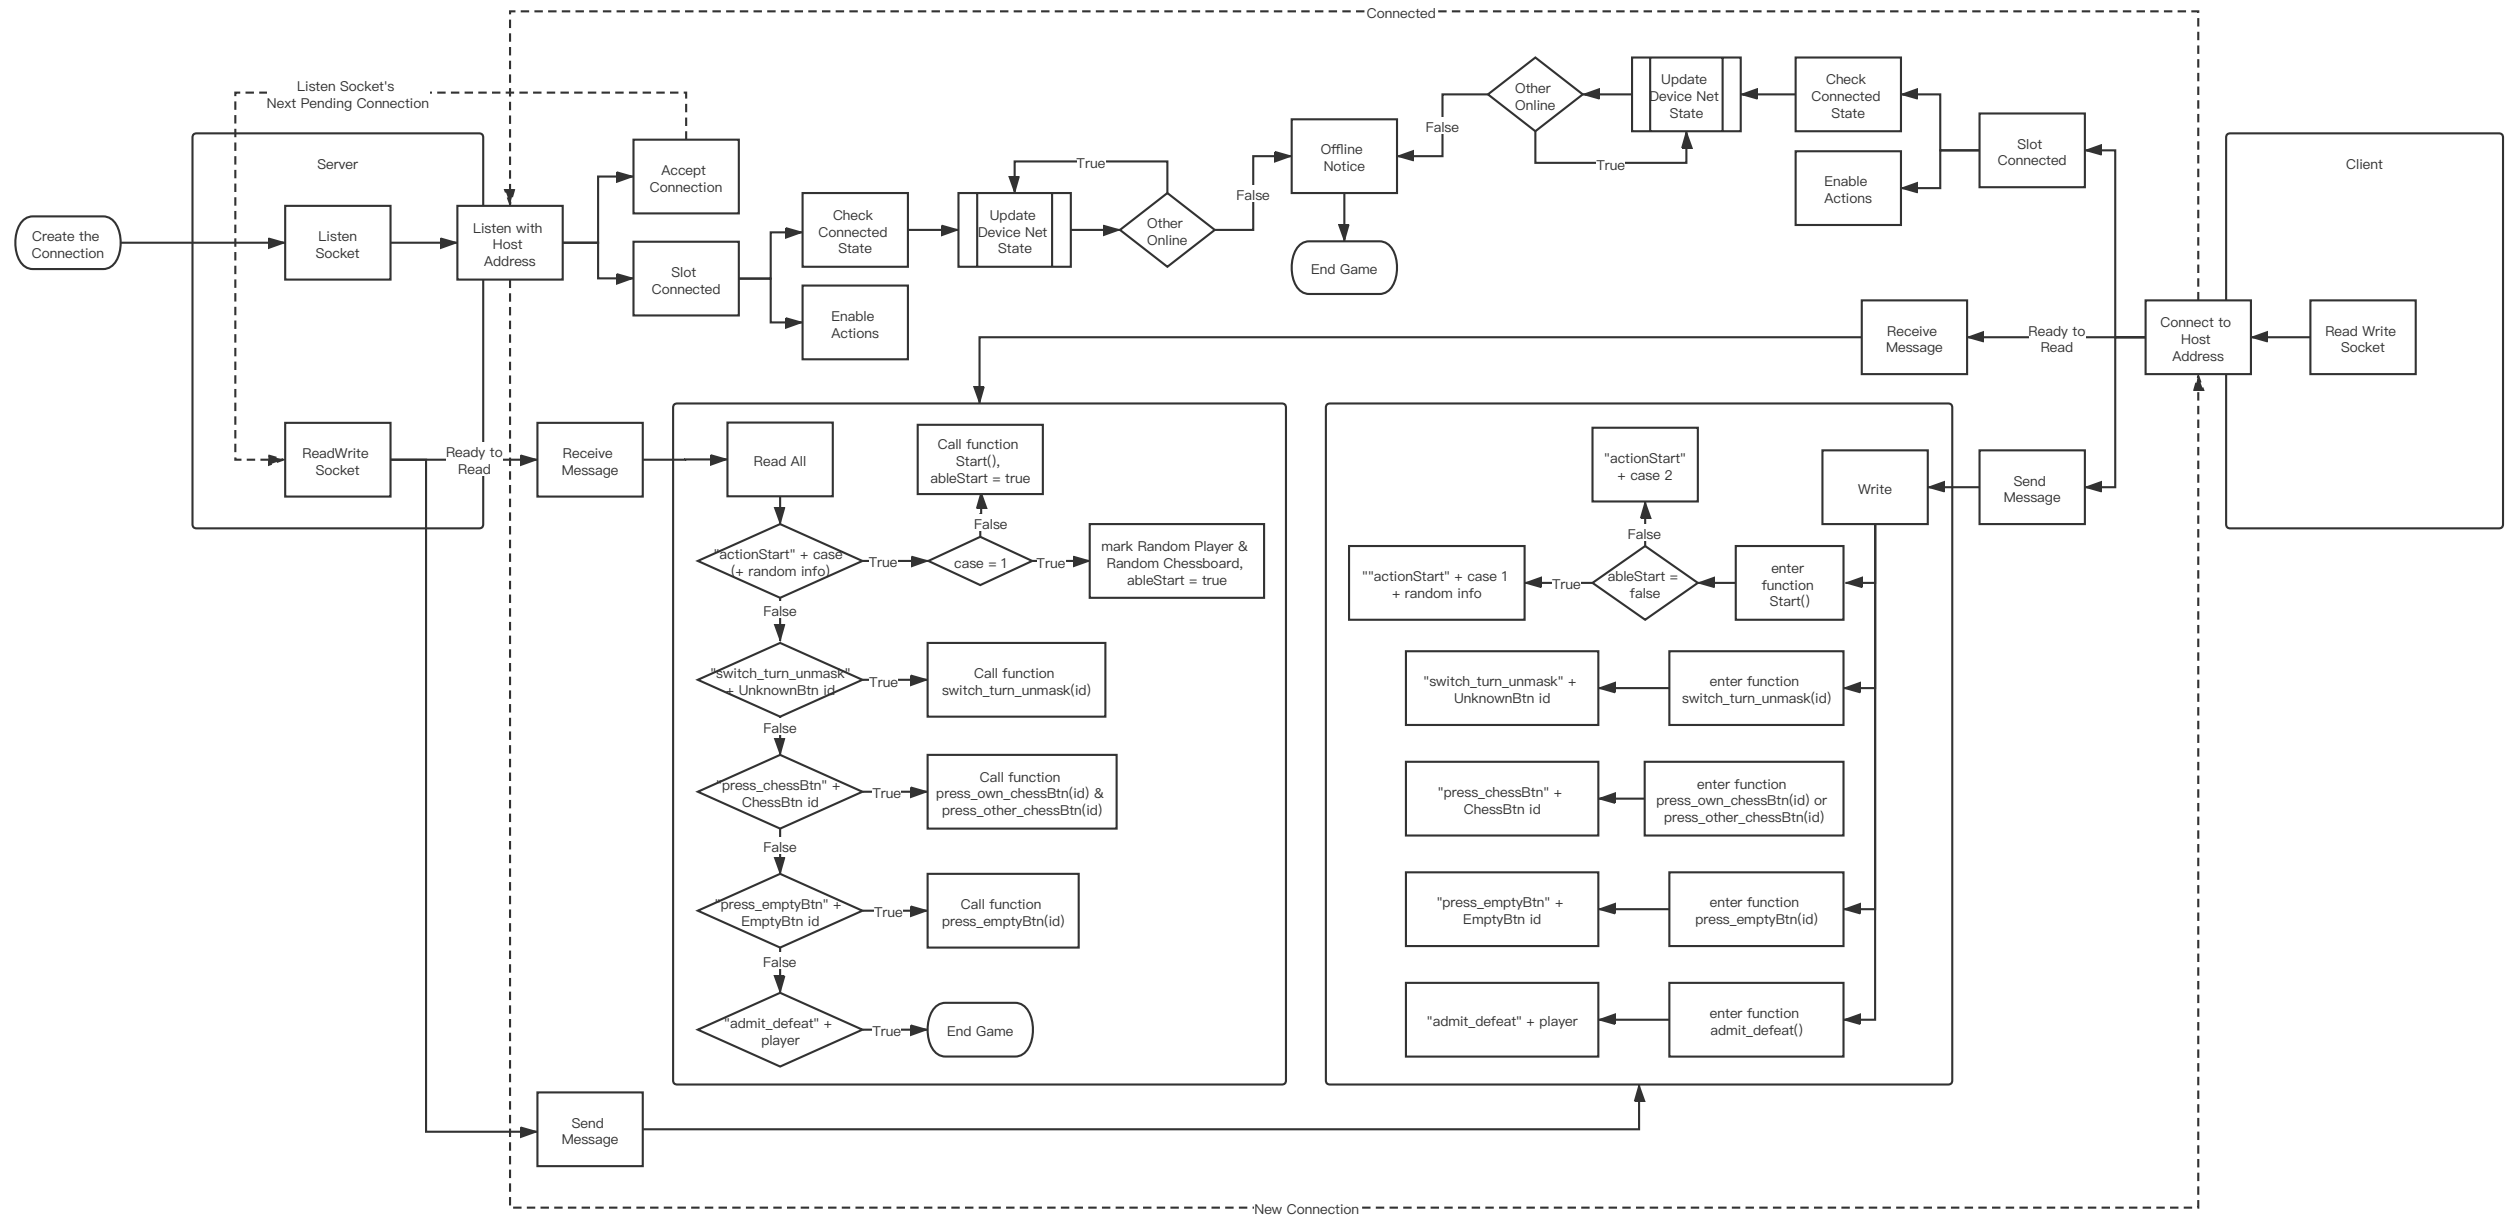 Connected
Listen Socket's
Next Pending Connection
Server
Create the
Connection
Listen
Socket
Listen with
Host
Address
Accept
Connection
Slot
Connected
Check
Connected
State
Enable
Actions
Update
Device Net
State
True
Other
Online
False
Offline
Notice
End Game
False
Other
Online
True
Update
Device Net
State
Check
Connected
State
Enable
Actions
Slot
Connected
Client
Receive
Message
Ready to
Read
Connect to
Host
Address
Read Write
Socket
ReadWrite
Socket
Ready to
Read
Receive
Message
Read All
Call function
Start(),
ableStart = true
False
"actionStart" + case
(+ random info)
True
case = 1
True
mark Random Player &
Random Chessboard,
ableStart = true
False
"switch_turn_unmask"
+ UnknownBtn id
True
Call function
switch_turn_unmask(id)
False
"press_chessBtn" +
ChessBtn id
True
Call function
press_own_chessBtn(id) &
press_other_chessBtn(id)
False
"press_emptyBtn" +
EmptyBtn id
True
Call function
press_emptyBtn(id)
False
"admit_defeat" +
player
True
End Game
"actionStart"
+ case 2
Write
Send
Message
False
""actionStart" + case 1
+ random info
True
ableStart =
false
enter
function
Start()
"switch_turn_unmask" +
UnknownBtn id
enter function
switch_turn_unmask(id)
"press_chessBtn" +
ChessBtn id
enter function
press_own_chessBtn(id) or
press_other_chessBtn(id)
"press_emptyBtn" +
EmptyBtn id
enter function
press_emptyBtn(id)
"admit_defeat" + player
enter function
admit_defeat()
Send
Message
New Connection